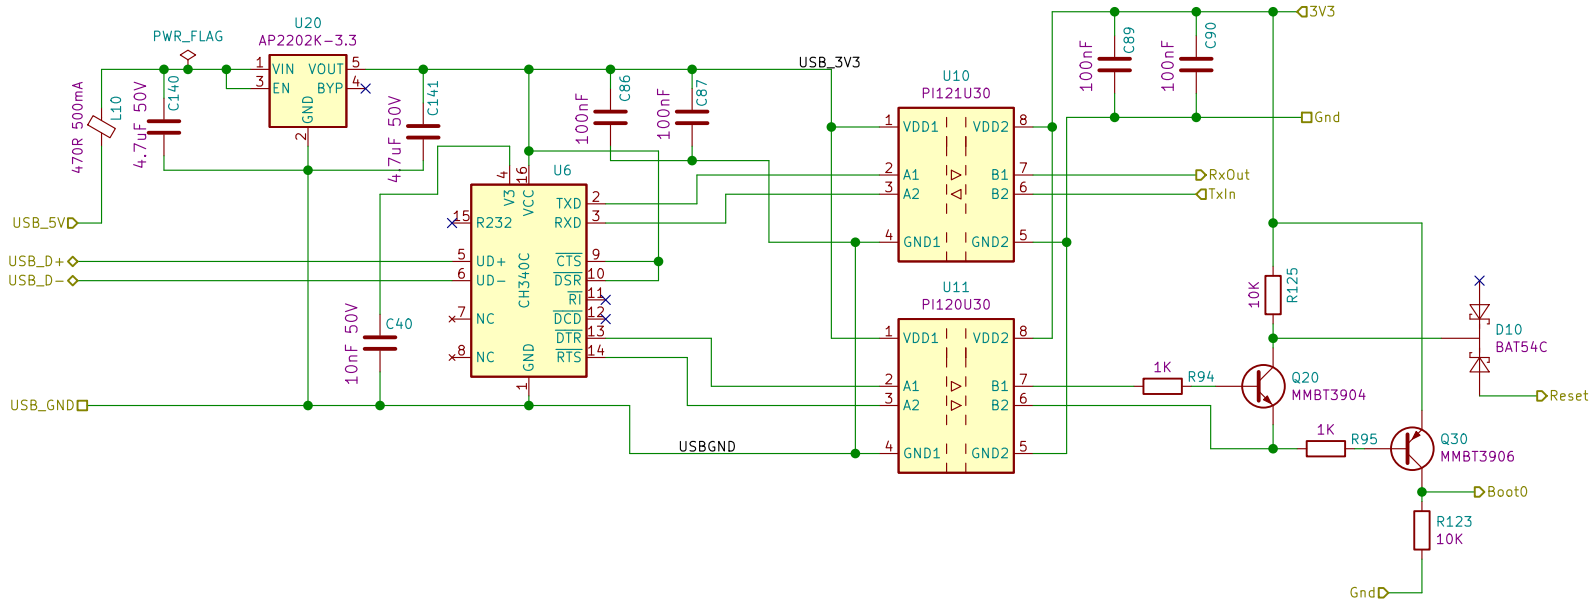 PWR_FLAG
U20
AP2202K-3.3
1 VIN VOUT 5
3 EN BYP 4
GND
2
L10
470R 500mA
C140
4.7uF 50V
C141
4.7uF 50V
USB_5V
USB_D+
USB_D-
USB_GND
C40
10nF 50V
U6
CH340C
4 V3
16 VCC
15 R232
5 UD+
6 UD-
7 NC
8 NC
GND
1
TXD 2
RXD 3
CTS 9
DSR 10
RI 11
DCD 12
DTR 13
RTS 14
C86
100nF
C87
100nF
USB_3V3
USBGND
U10
PI121U30
1 VDD1 VDD2 8
2 A1 B1 7
3 A2 B2 6
4 GND1 GND2 5
U11
PI120U30
1 VDD1 VDD2 8
2 A1 B1 7
3 A2 B2 6
4 GND1 GND2 5
C89
100nF
C90
100nF
3V3
Gnd
RxOut
TxIn
R125
10K
1K
R94
Q20
MMBT3904
D10
BAT54C
Reset
1K
R95
Q30
MMBT3906
Boot0
R123
10K
Gnd